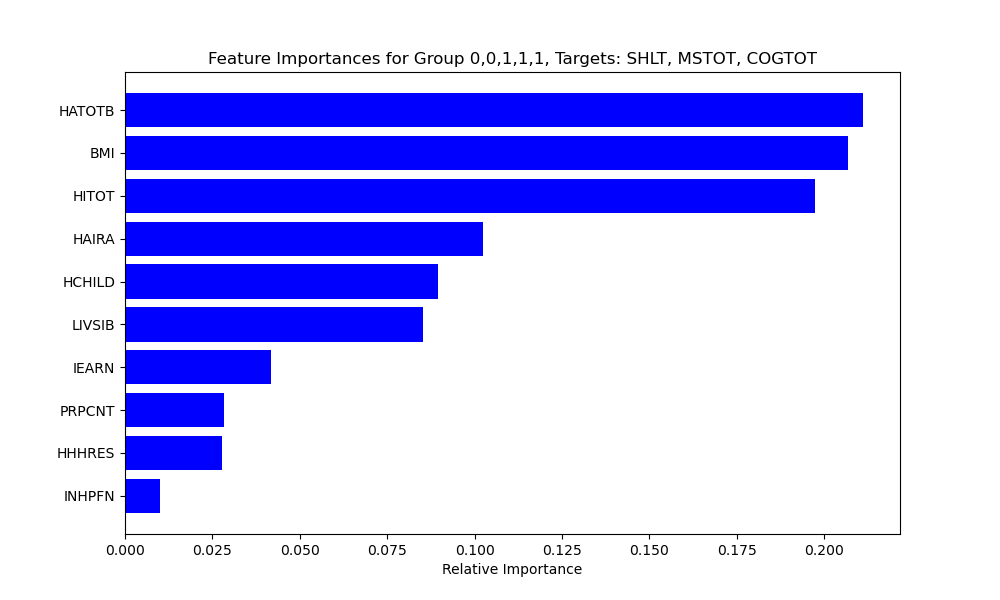 Feature Importances for Group 0,0,1,1,1, Targets: SHLT, MSTOT, COGTOT
HATOTB
BMI
HITOT
HAIRA
HCHILD
LIVSIB
IEARN
PRPCNT
HHHRES
INHPFN
0.000 0.025 0.050 0.075 0.100 0.125 0.150 0.175 0.200
Relative Importance